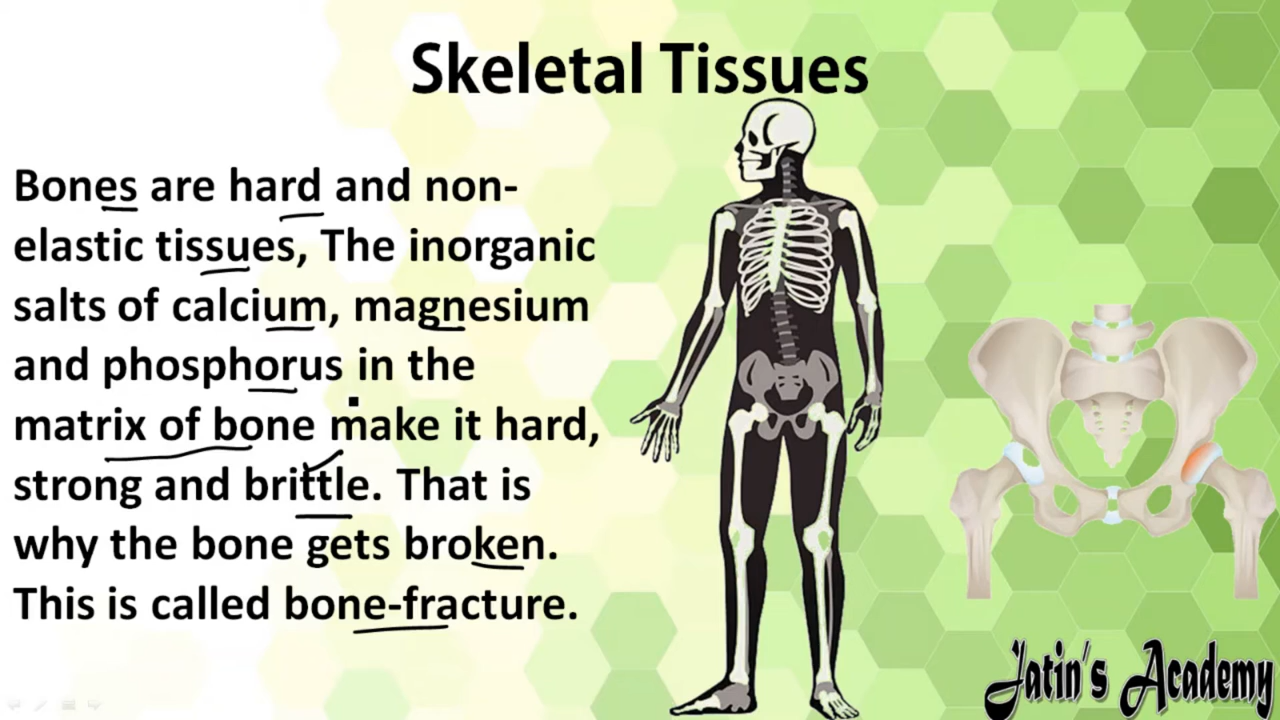 Skeletal Tissues
Bones are hard and non-
elastic tissues, The inorganic
salts of calcium, magnesium
and phosphorus in the
matrix of bone make it hard,
strong and brittle. That is
why the bone gets broken.
This is called bone-fracture.
Jatin's Academy